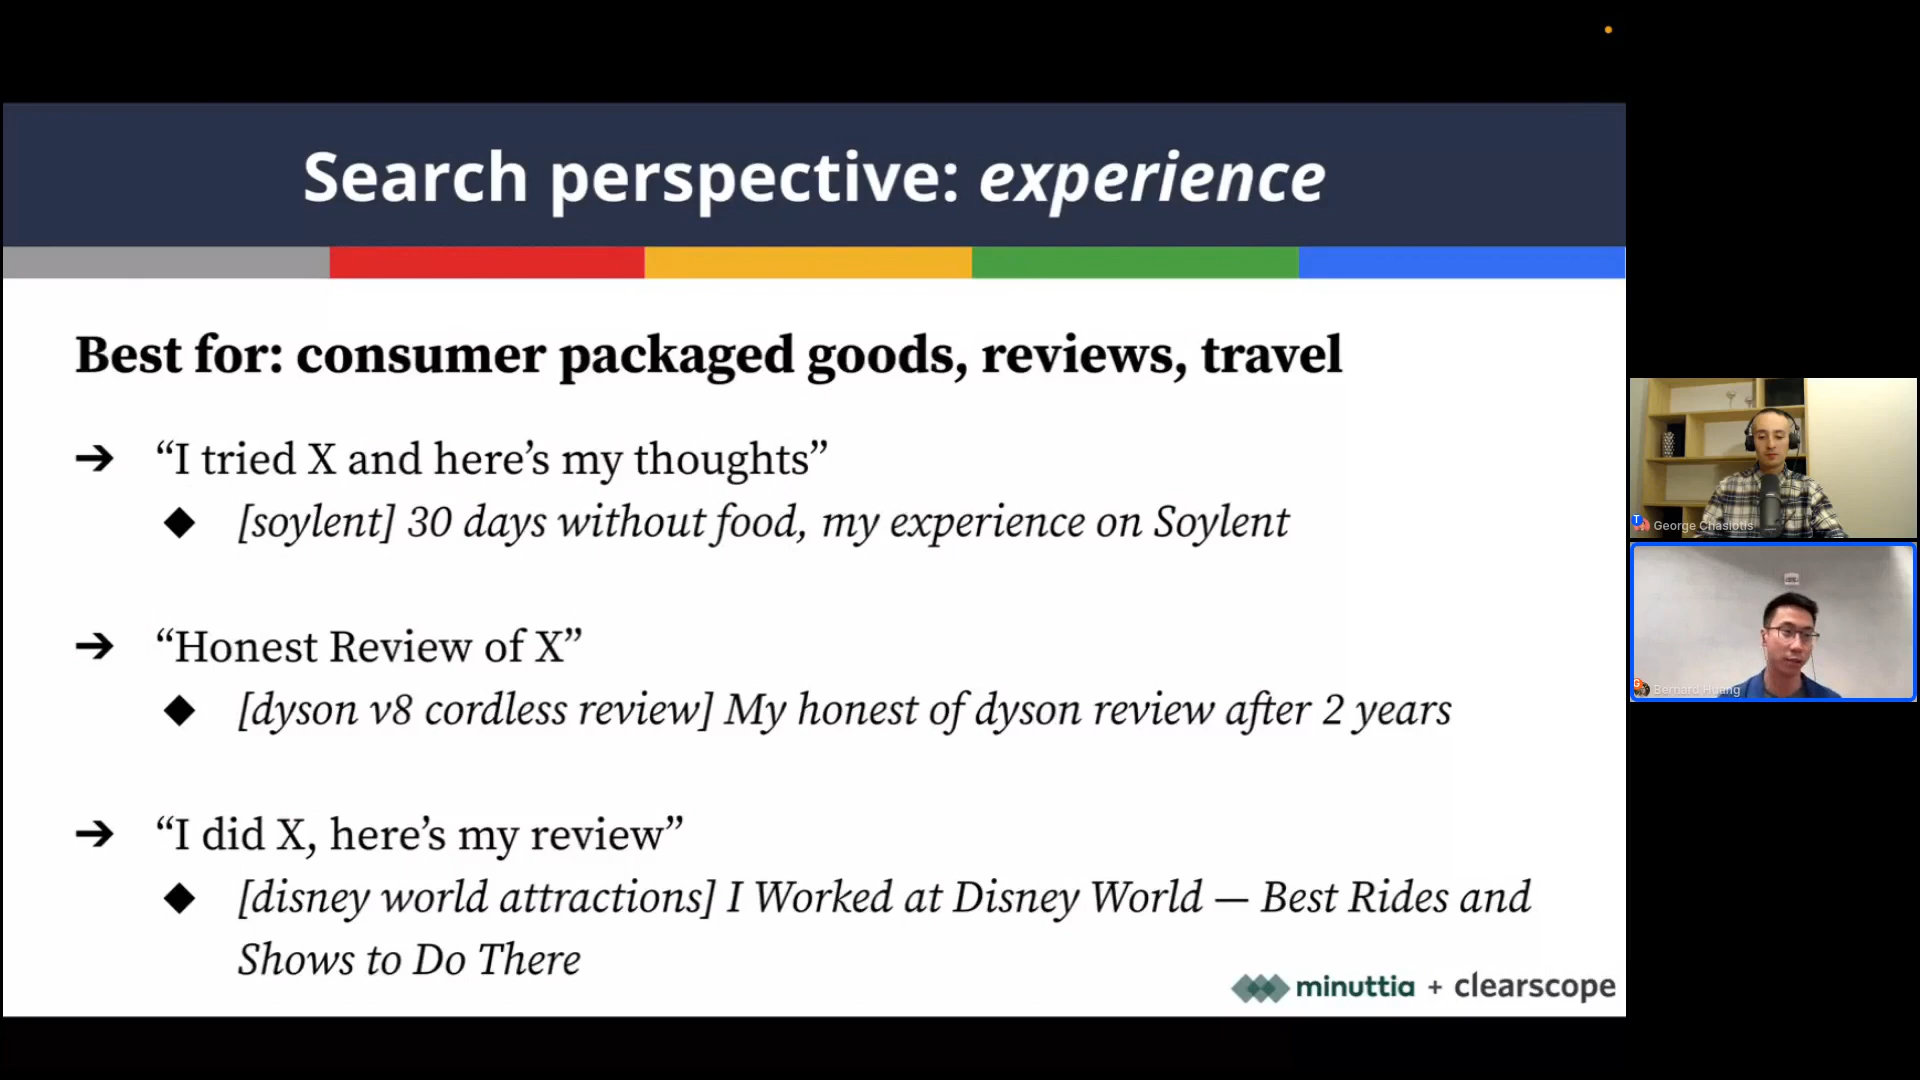 Search perspective: experience
Best for: consumer packaged goods, reviews, travel
➔ “I tried X and here’s my thoughts”
◆ [soylent] 30 days without food, my experience on Soylent
➔ “Honest Review of X”
◆ [dyson v8 cordless review] My honest of dyson review after 2 years
➔ “I did X, here’s my review”
◆ [disney world attractions] I Worked at Disney World — Best Rides and
Shows to Do There
minuttia + clearscope
George Chasiotis
Bernard Huang